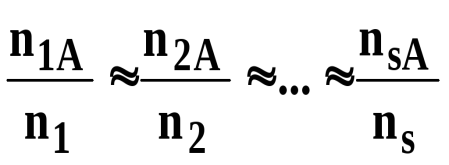 n₁A / n₁ ≈ n₂A / n₂ ≈ ... ≈ nₛA / nₛ